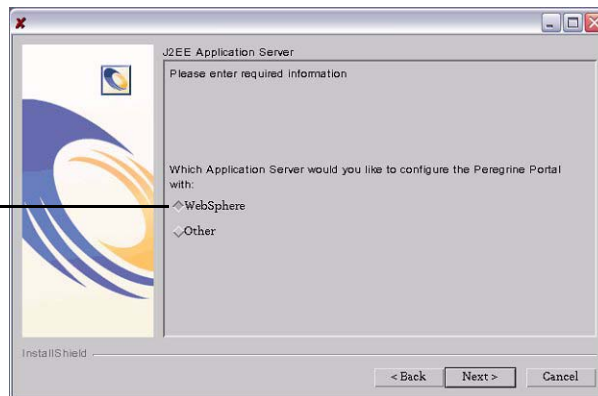 J2EE Application Server
Please enter required information
Which Application Server would you like to configure the Peregrine Portal
with:
WebSphere
Other
InstallShield
< Back Next > Cancel